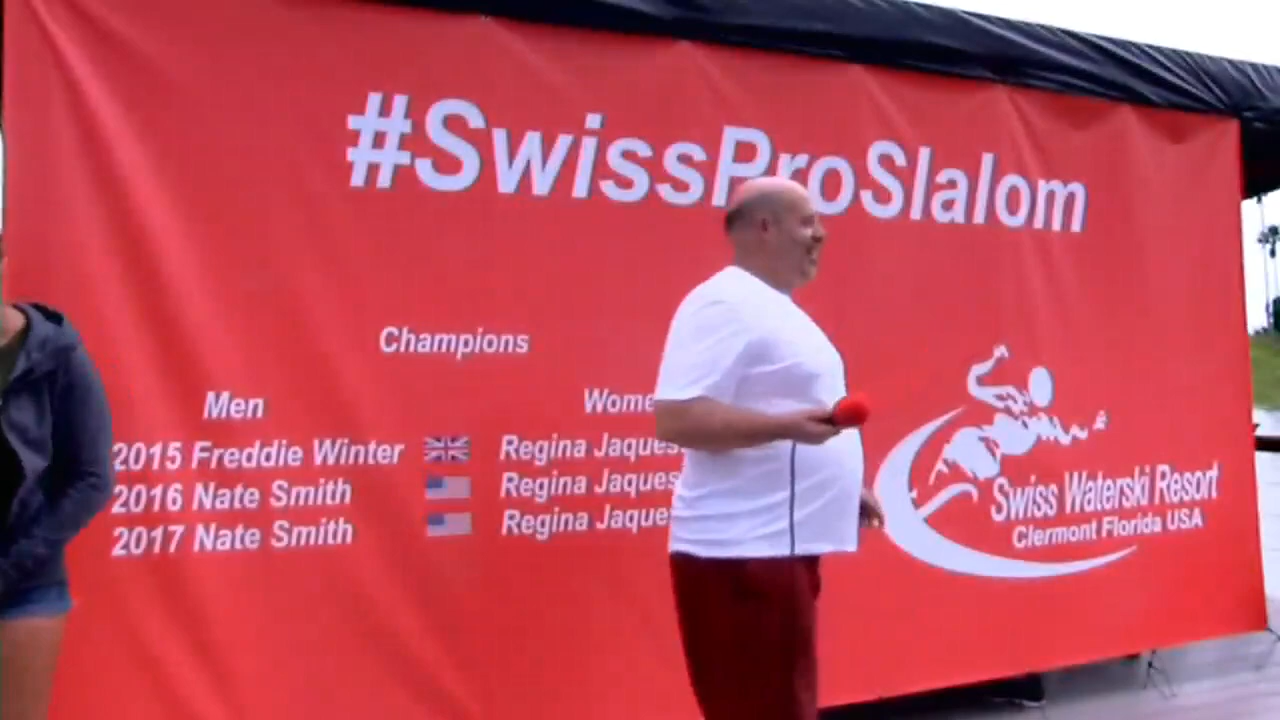 #SwissProSlalom
Champions
Men
Wome
2015 Freddie Winter Regina Jaques
2016 Nate Smith Regina Jaques
2017 Nate Smith Regina Jaque
Swiss Waterski Resort
Clermont Florida USA